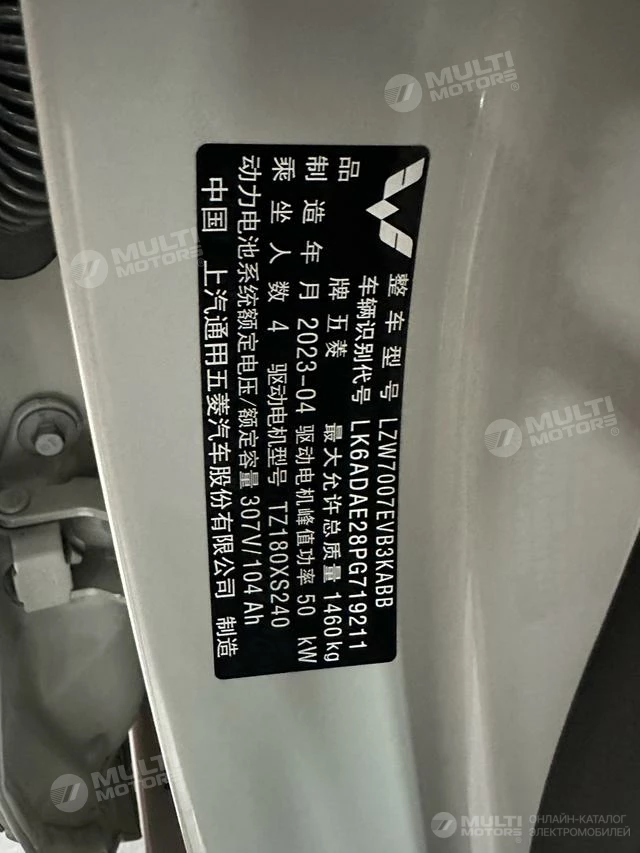 整车型号 LZW7007EVB3KABB
车辆识别代号 LK6ADAE28PG719211
品 牌 五菱 最大允许总质量 1460kg
制造年月 2023-04 驱动电机峰值功率 50 kW
乘坐人数 4 驱动电机型号 TZ180XS240
动力电池系统额定电压/额定容量 307V/104Ah
中国 上汽通用五菱汽车股份有限公司 制造
MULTI
MOTORS®
MULTI
MOTORS®
MULTI
MOTORS®
MULTI
MOTORS®
MULTI
MOTORS®
ОНЛАЙН-КАТАЛОГ
ЭЛЕКТРОМОБИЛЕЙ